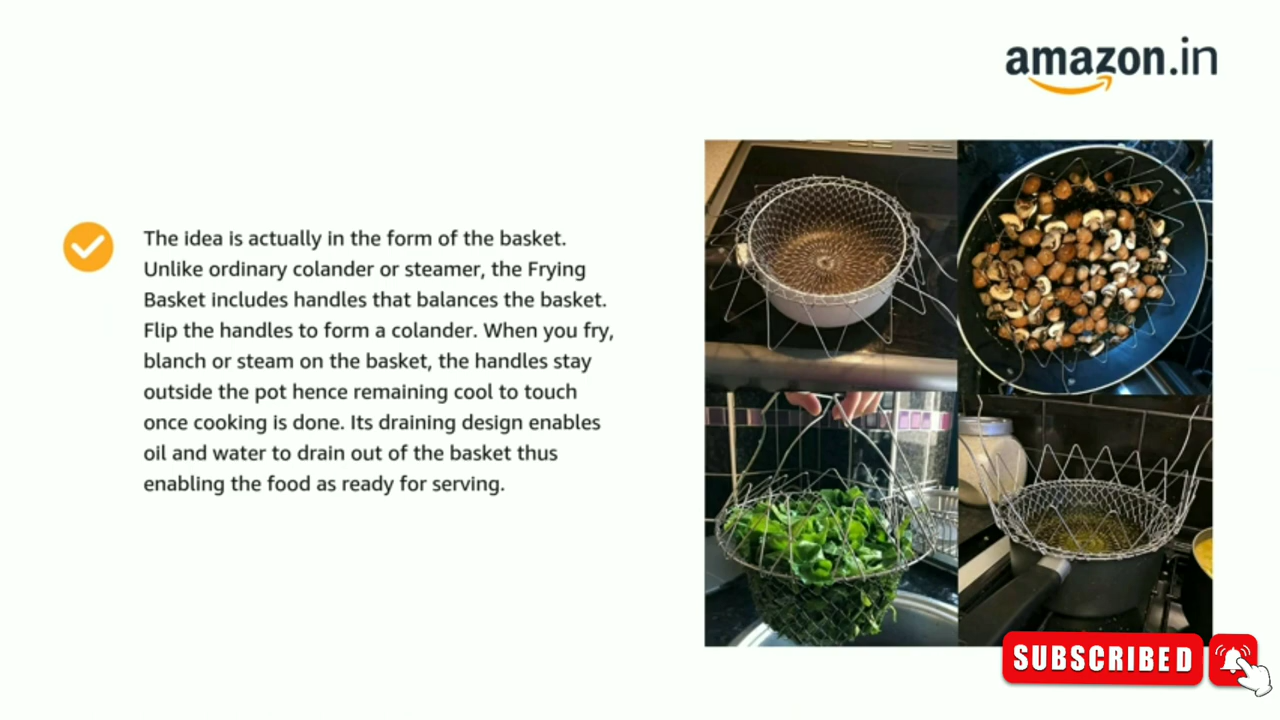 amazon.in
The idea is actually in the form of the basket.
Unlike ordinary colander or steamer, the Frying
Basket includes handles that balances the basket.
Flip the handles to form a colander. When you fry,
blanch or steam on the basket, the handles stay
outside the pot hence remaining cool to touch
once cooking is done. Its draining design enables
oil and water to drain out of the basket thus
enabling the food as ready for serving.
SUBSCRIBED